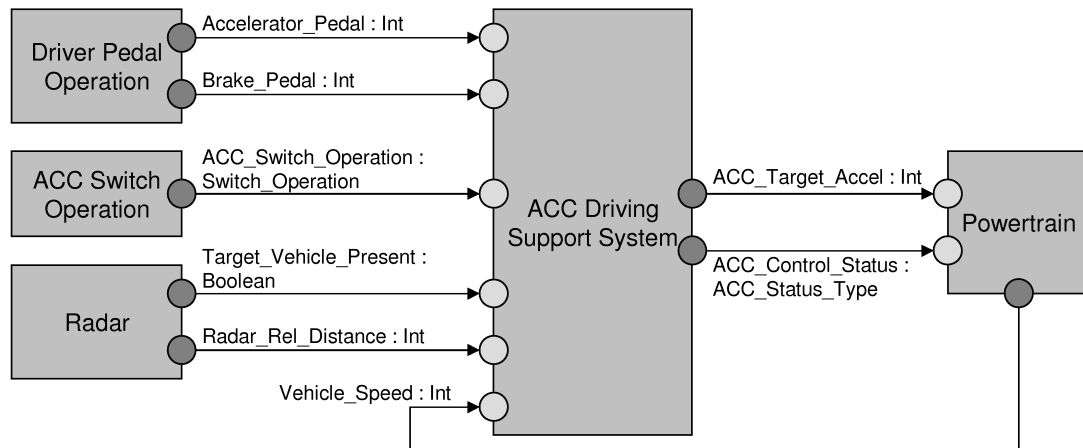 Driver Pedal
Operation
Accelerator_Pedal : Int
Brake_Pedal : Int
ACC Switch
Operation
ACC_Switch_Operation :
Switch_Operation
Radar
Target_Vehicle_Present :
Boolean
Radar_Rel_Distance : Int
Vehicle_Speed : Int
ACC Driving
Support System
ACC_Target_Accel : Int
ACC_Control_Status :
ACC_Status_Type
Powertrain